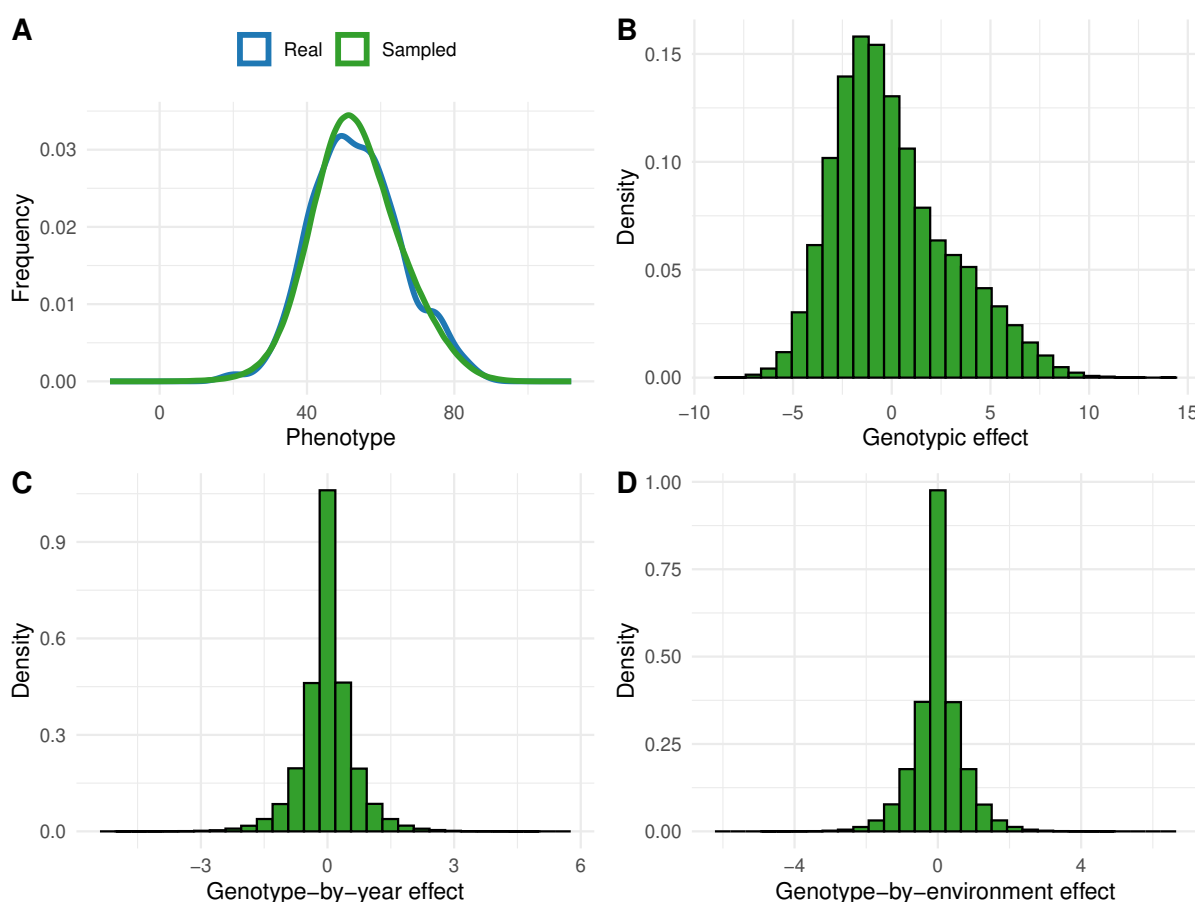 A
Real Sampled
Frequency
0.03
0.02
0.01
0.00
0 40 80
Phenotype
B
Density
0.15
0.10
0.05
0.00
−10 −5 0 5 10 15
Genotypic effect
C
Density
0.9
0.6
0.3
0.0
−3 0 3 6
Genotype−by−year effect
D
Density
1.00
0.75
0.50
0.25
0.00
−4 0 4
Genotype−by−environment effect